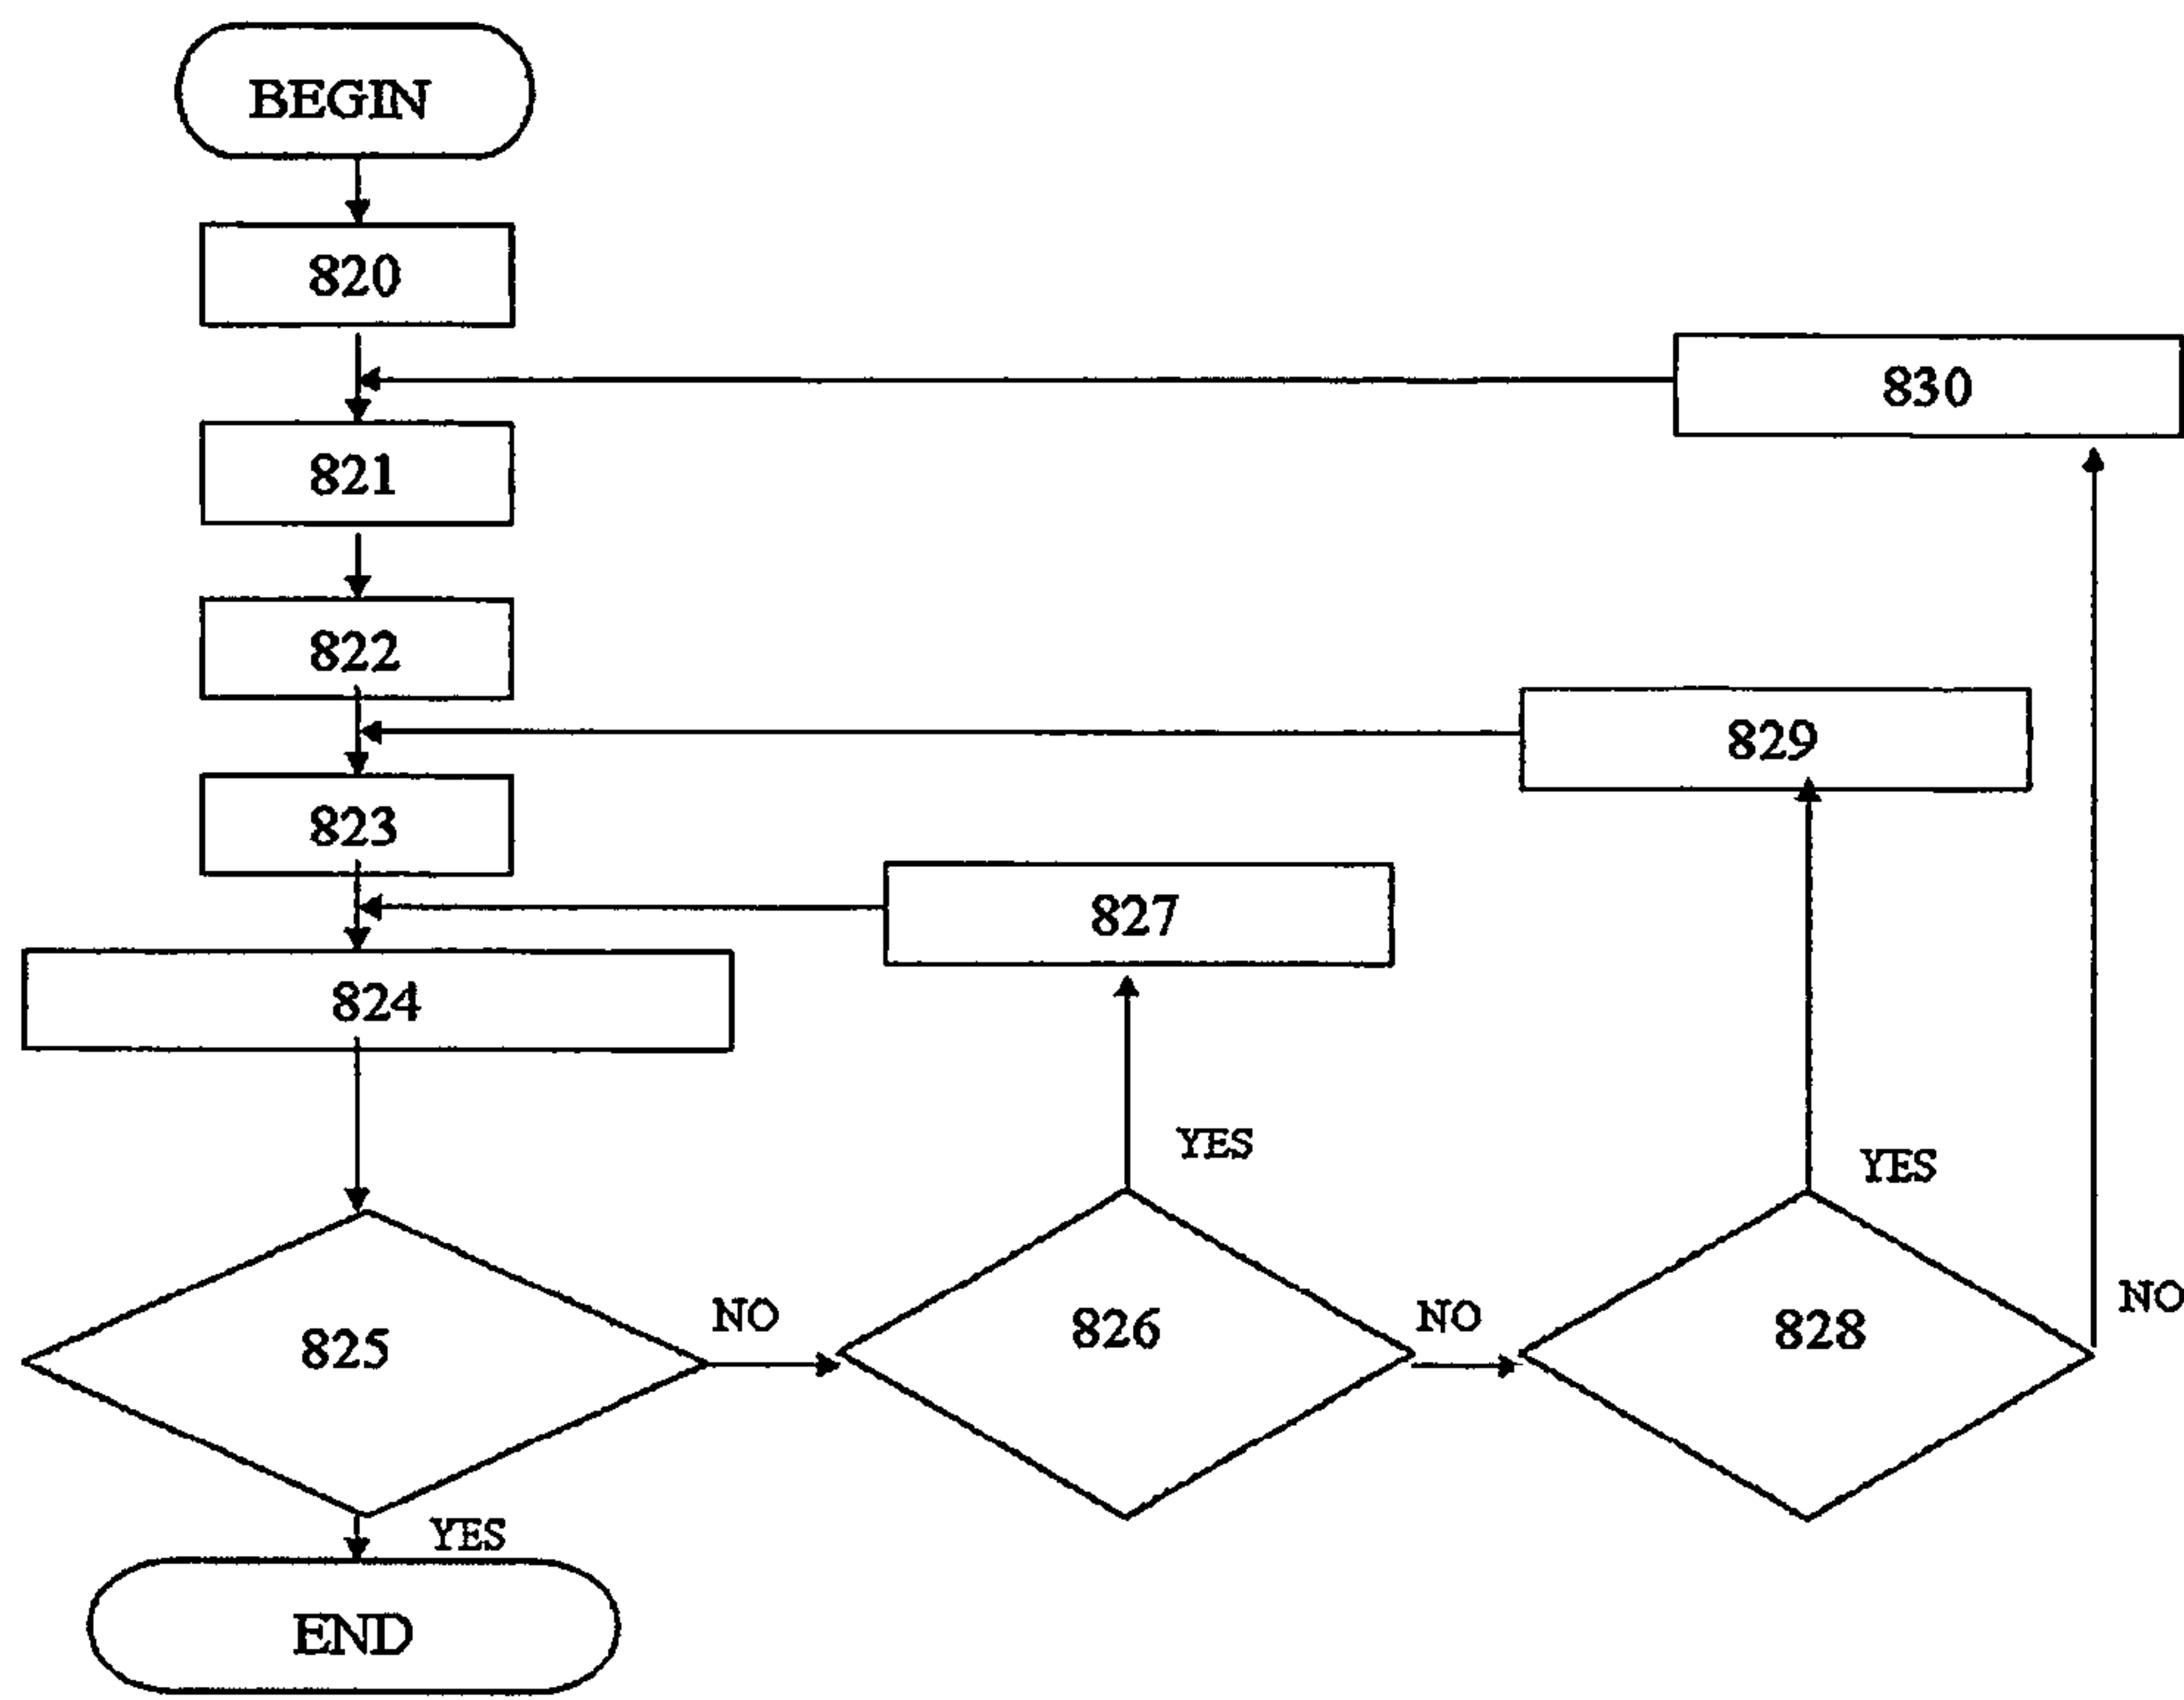 BEGIN
820
830
821
822
829
823
827
824
YES
YES
NO
NO
NO
825
826
828
YES
END